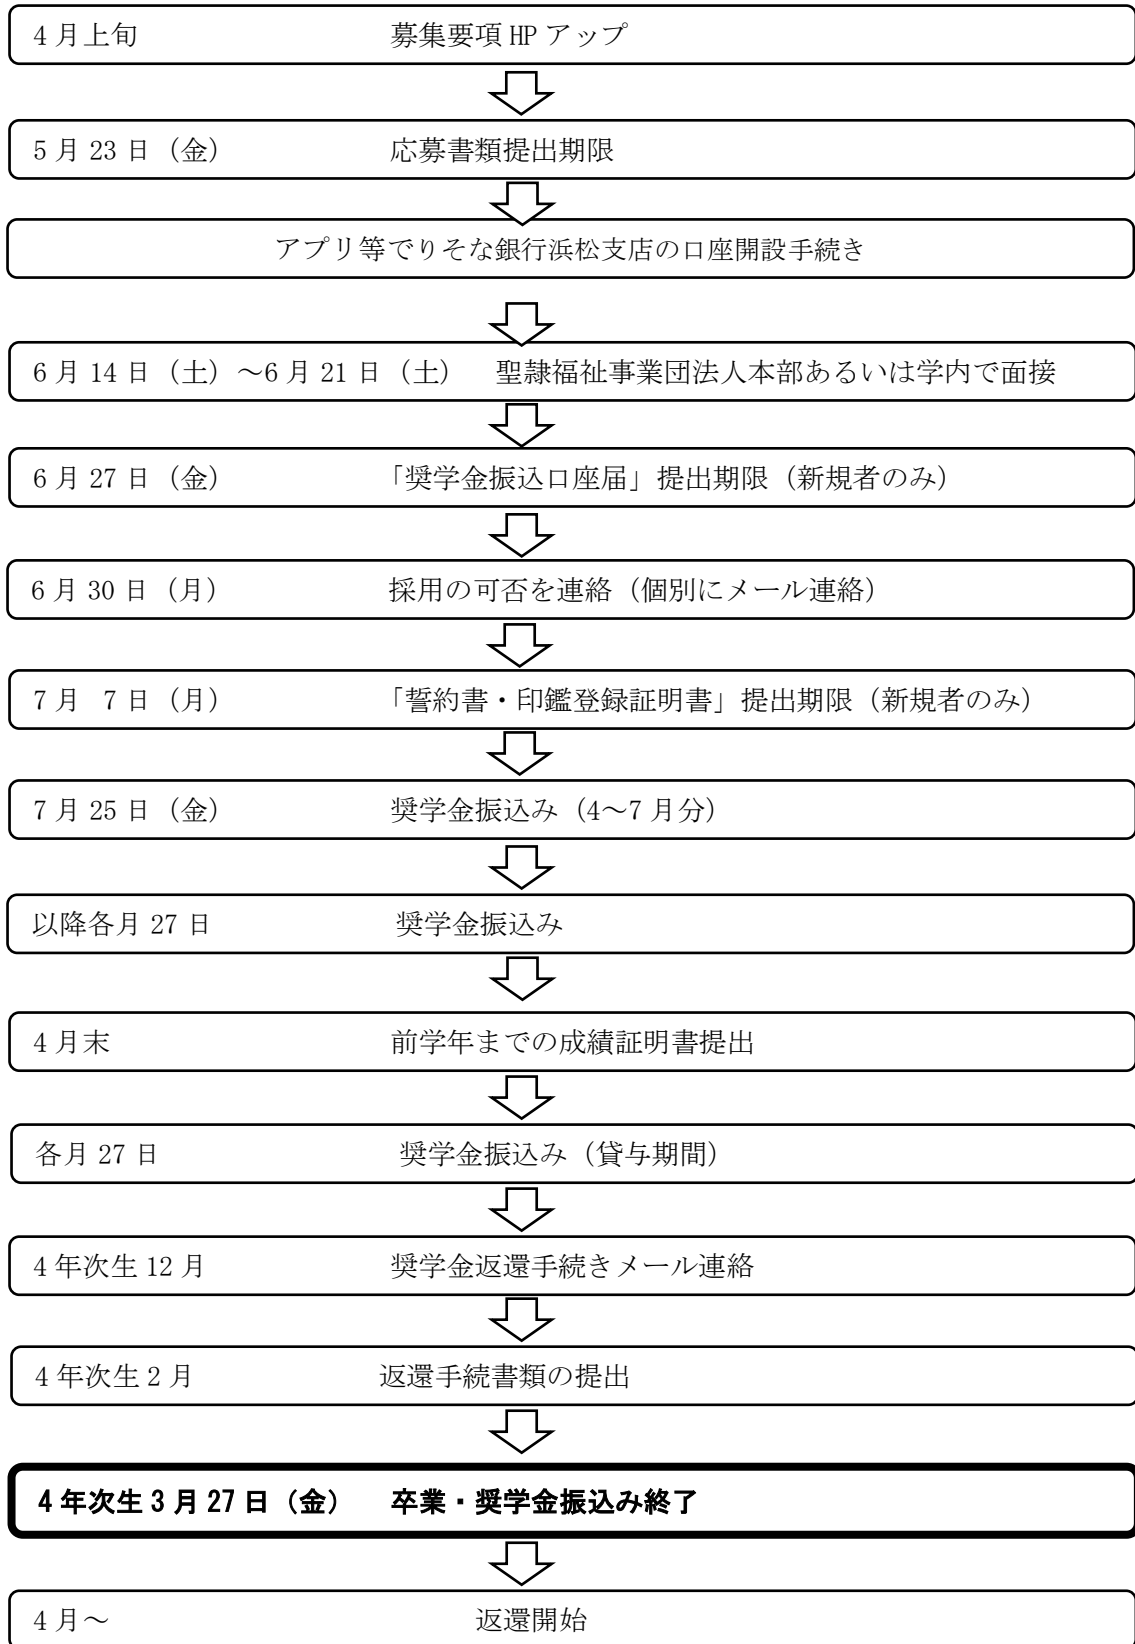 4月上旬 募集要項 HP アップ
5月23日（金） 応募書類提出期限
アプリ等でりそな銀行浜松支店の口座開設手続き
6月14日（土）～6月21日（土） 聖隷福祉事業団法人本部あるいは学内で面接
6月27日（金） 「奨学金振込口座届」提出期限（新規者のみ）
6月30日（月） 採用の可否を連絡（個別にメール連絡）
7月 7日（月） 「誓約書・印鑑登録証明書」提出期限（新規者のみ）
7月25日（金） 奨学金振込み（4～7月分）
以降各月27日 奨学金振込み
4月末 前学年までの成績証明書提出
各月27日 奨学金振込み（貸与期間）
4年次生12月 奨学金返還手続きメール連絡
4年次生2月 返還手続書類の提出
4年次生3月27日（金） 卒業・奨学金振込み終了
4月～ 返還開始